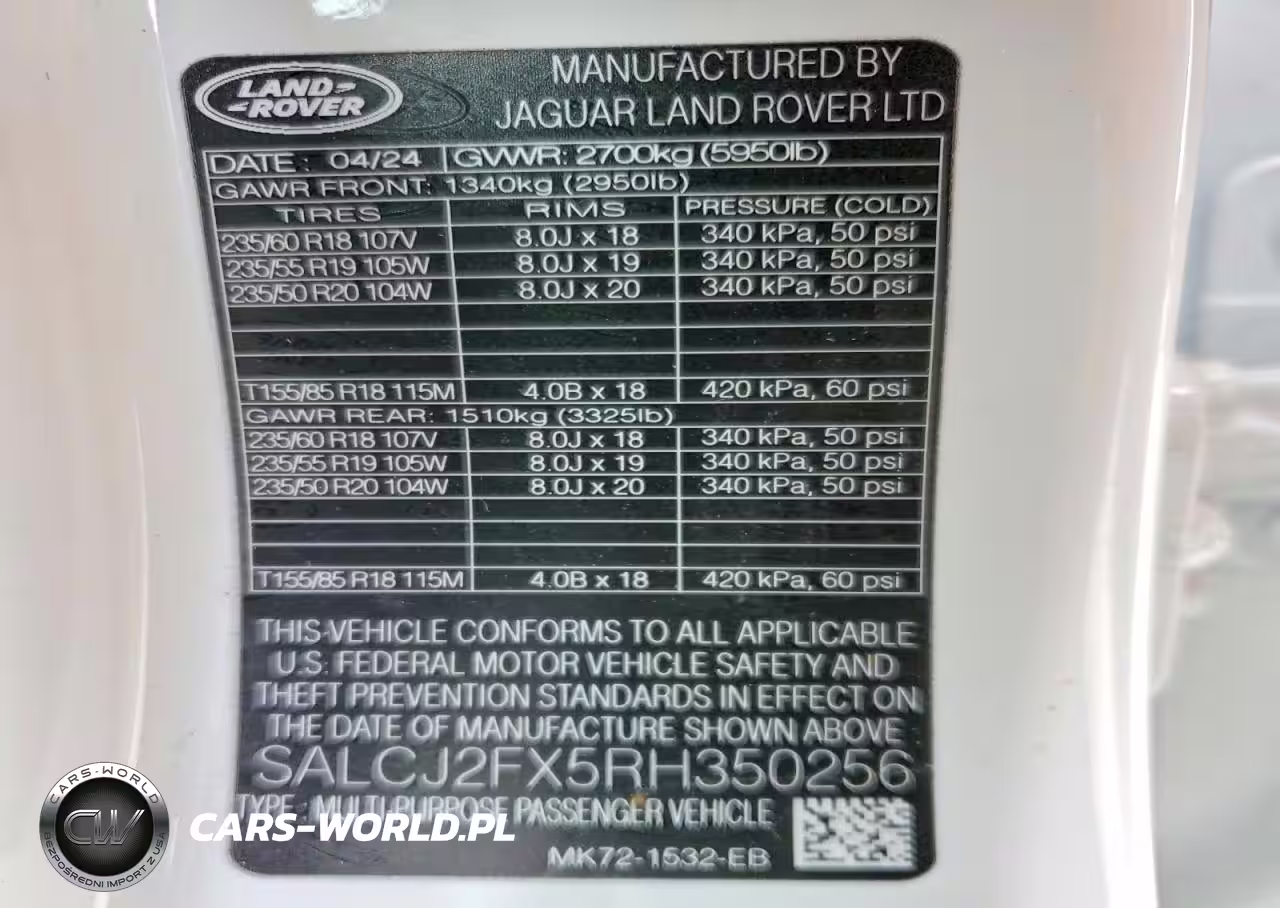 LAND-
-ROVER
MANUFACTURED BY
JAGUAR LAND ROVER LTD
DATE : 04/24 GVWR: 2700kg (5950lb)
GAWR FRONT: 1340kg (2950lb)
TIRES RIMS PRESSURE (COLD)
235/60 R18 107V 8.0J x 18 340 kPa, 50 psi
235/55 R19 105W 8.0J x 19 340 kPa, 50 psi
235/50 R20 104W 8.0J x 20 340 kPa, 50 psi
T155/85 R18 115M 4.0B x 18 420 kPa, 60 psi
GAWR REAR: 1510kg (3325lb)
235/60 R18 107V 8.0J x 18 340 kPa, 50 psi
235/55 R19 105W 8.0J x 19 340 kPa, 50 psi
235/50 R20 104W 8.0J x 20 340 kPa, 50 psi
T155/85 R18 115M 4.0B x 18 420 kPa, 60 psi
THIS VEHICLE CONFORMS TO ALL APPLICABLE
U.S. FEDERAL MOTOR VEHICLE SAFETY AND
THEFT PREVENTION STANDARDS IN EFFECT ON
THE DATE OF MANUFACTURE SHOWN ABOVE
SALCJ2FX5RH350256
TYPE : MULTI-PURPOSE PASSENGER VEHICLE
MK72-1532-EB
CARS-WORLD
CW
BEZPOŚREDNI IMPORT Z USA
CARS-WORLD.PL